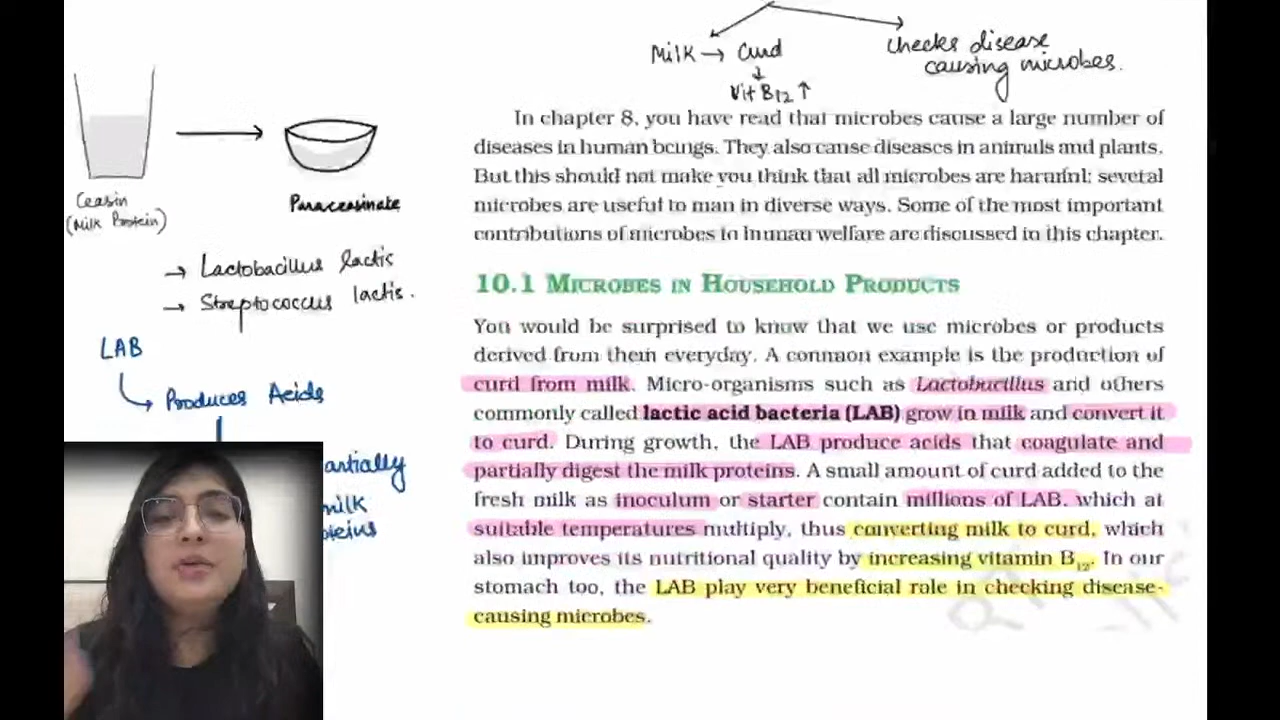 Milk → Curd
↓
Vit B12 ↑
checks disease
causing microbes.
Ceasin
(Milk Protein)
Paraceasinate
→ Lactobacillus lactis
→ Streptococcus lactis.
LAB
Produces Acids
artially
milk
oteins
In chapter 8, you have read that microbes cause a large number of
diseases in human beings. They also cause diseases in animals and plants.
But this should not make you think that all microbes are harmful; several
microbes are useful to man in diverse ways. Some of the most important
contributions of microbes to human welfare are discussed in this chapter.
10.1 MICROBES IN HOUSEHOLD PRODUCTS
You would be surprised to know that we use microbes or products
derived from them everyday. A common example is the production of
curd from milk. Micro-organisms such as Lactobacillus and others
commonly called lactic acid bacteria (LAB) grow in milk and convert it
to curd. During growth, the LAB produce acids that coagulate and
partially digest the milk proteins. A small amount of curd added to the
fresh milk as inoculum or starter contain millions of LAB, which at
suitable temperatures multiply, thus converting milk to curd, which
also improves its nutritional quality by increasing vitamin B12. In our
stomach too, the LAB play very beneficial role in checking disease-
causing microbes.